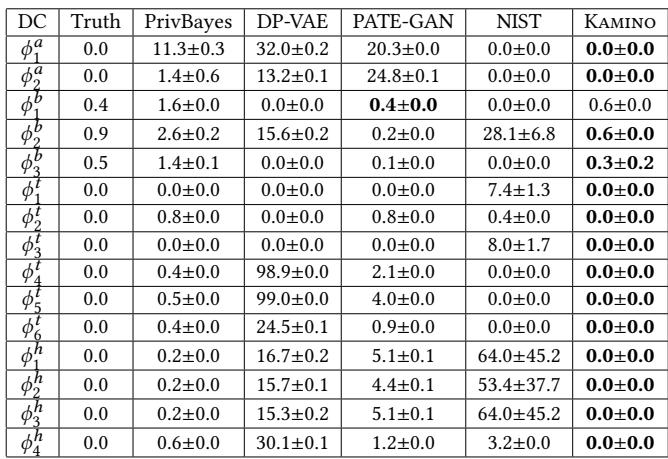 DC Truth PrivBayes DP-VAE PATE-GAN NIST KAMINO
ϕ₁ᵃ 0.0 11.3±0.3 32.0±0.2 20.3±0.0 0.0±0.0 0.0±0.0
ϕ₂ᵃ 0.0 1.4±0.6 13.2±0.1 24.8±0.1 0.0±0.0 0.0±0.0
ϕ₁ᵇ 0.4 1.6±0.0 0.0±0.0 0.4±0.0 0.0±0.0 0.6±0.0
ϕ₂ᵇ 0.9 2.6±0.2 15.6±0.2 0.2±0.0 28.1±6.8 0.6±0.0
ϕ₃ᵇ 0.5 1.4±0.1 0.0±0.0 0.1±0.0 0.0±0.0 0.3±0.2
ϕ₁ᵗ 0.0 0.0±0.0 0.0±0.0 0.0±0.0 7.4±1.3 0.0±0.0
ϕ₂ᵗ 0.0 0.8±0.0 0.0±0.0 0.8±0.0 0.4±0.0 0.0±0.0
ϕ₃ᵗ 0.0 0.0±0.0 0.0±0.0 0.0±0.0 8.0±1.7 0.0±0.0
ϕ₄ᵗ 0.0 0.4±0.0 98.9±0.0 2.1±0.0 0.0±0.0 0.0±0.0
ϕ₅ᵗ 0.0 0.5±0.0 99.0±0.0 4.0±0.0 0.0±0.0 0.0±0.0
ϕ₆ᵗ 0.0 0.4±0.0 24.5±0.1 0.9±0.0 0.0±0.0 0.0±0.0
ϕ₁ʰ 0.0 0.2±0.0 16.7±0.2 5.1±0.1 64.0±45.2 0.0±0.0
ϕ₂ʰ 0.0 0.2±0.0 15.7±0.1 4.4±0.1 53.4±37.7 0.0±0.0
ϕ₃ʰ 0.0 0.2±0.0 15.3±0.2 5.1±0.1 64.0±45.2 0.0±0.0
ϕ₄ʰ 0.0 0.6±0.0 30.1±0.1 1.2±0.0 3.2±0.0 0.0±0.0